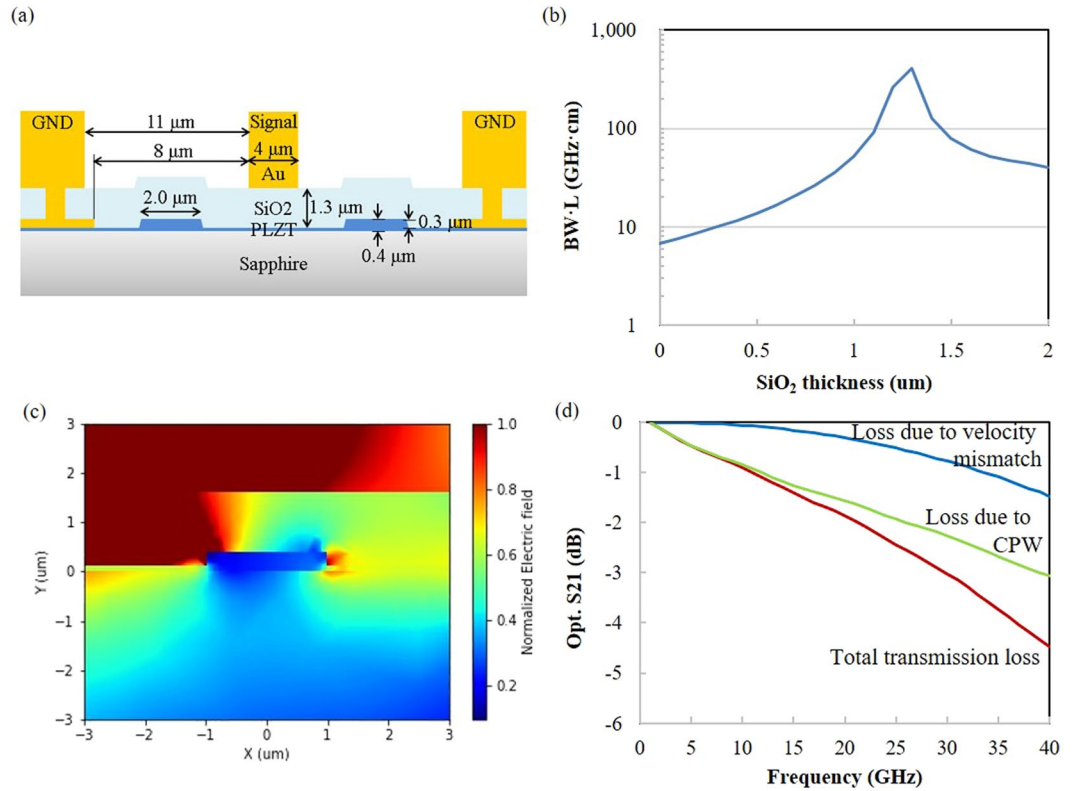 (a)
GND
11 μm
Signal
GND
8 μm
4 μm
Au
2.0 μm
SiO2
1.3 μm
PLZT
0.3 μm
0.4 μm
Sapphire
(b)
1,000
100
10
1
0
0.5
1
1.5
2
BW·L (GHz·cm)
SiO₂ thickness (um)
(c)
3
2
1
0
−1
−2
−3
−3
−2
−1
0
1
2
3
Y (um)
X (um)
1.0
0.8
0.6
0.4
0.2
Normalized Electric field
(d)
0
-1
-2
-3
-4
-5
-6
Loss due to velocity
mismatch
Loss due to
CPW
Total transmission loss
0
5
10
15
20
25
30
35
40
Opt. S21 (dB)
Frequency (GHz)